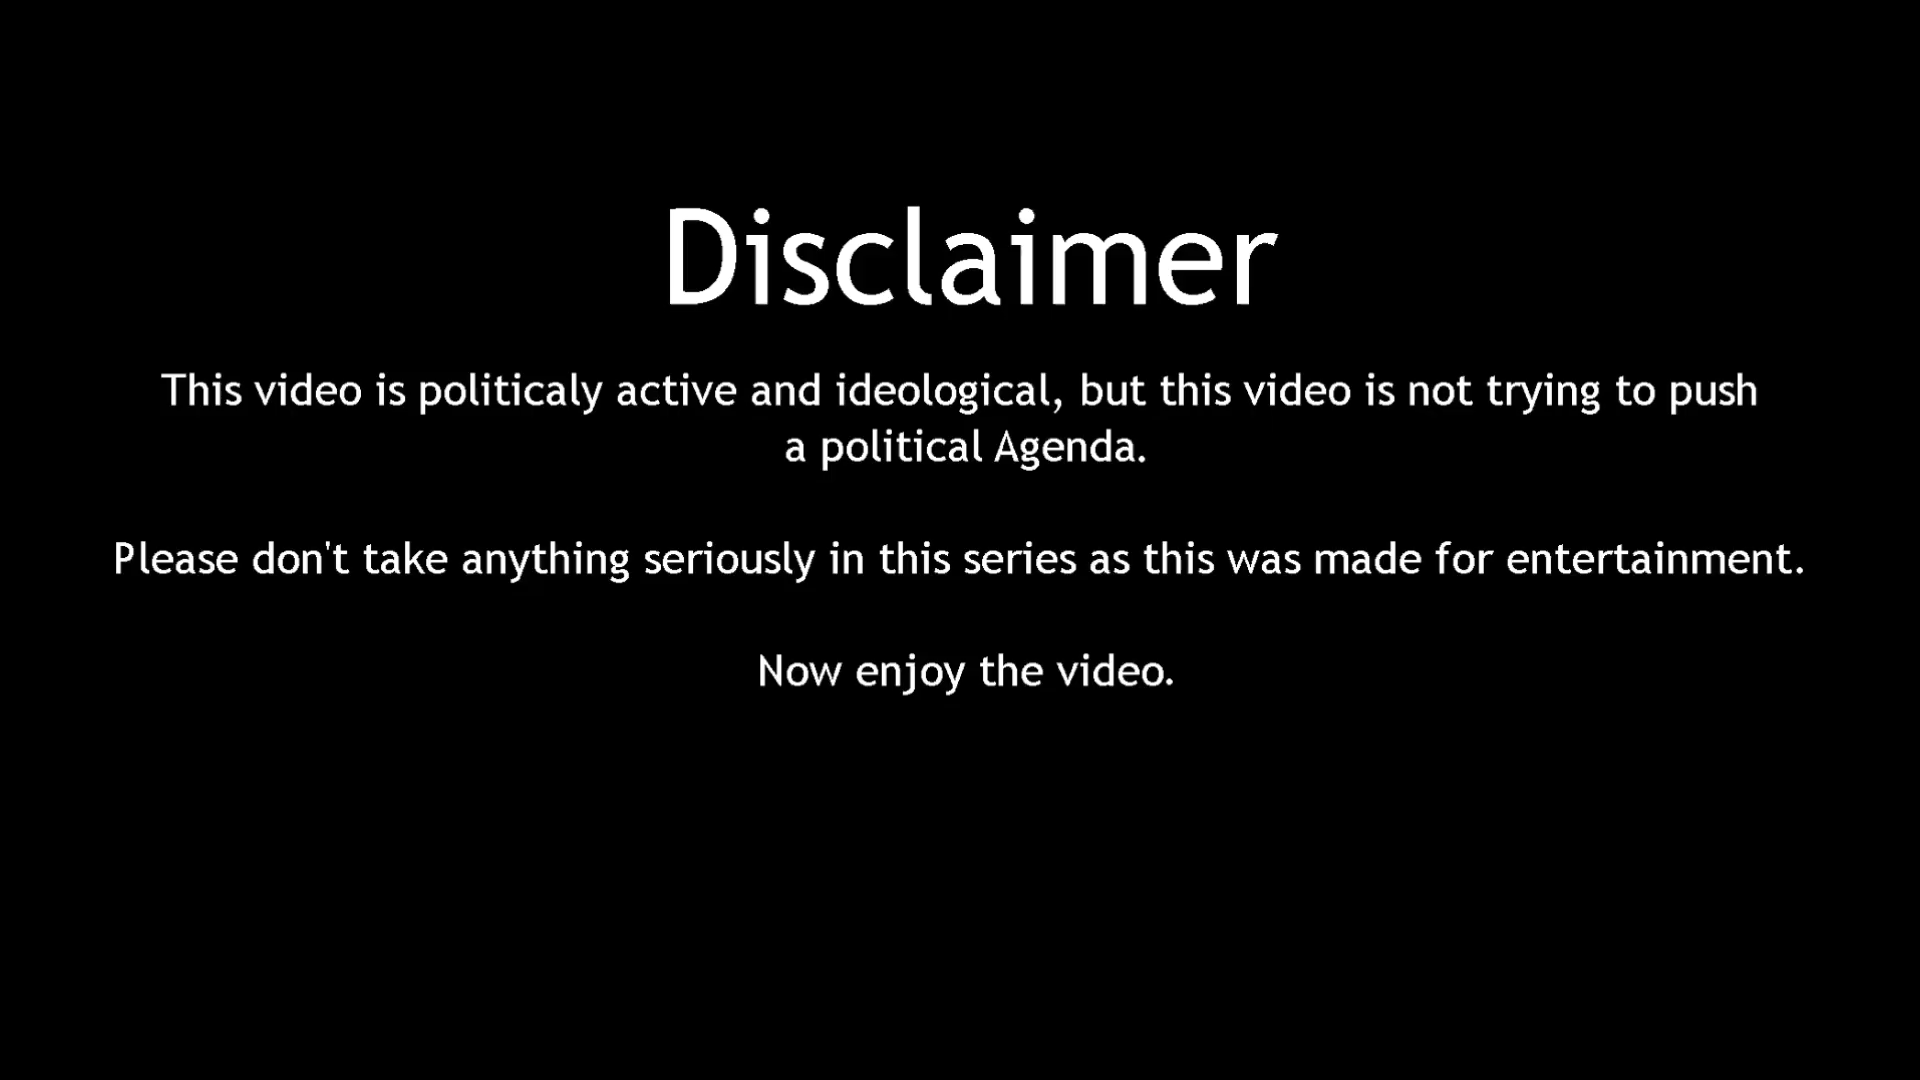 Disclaimer
This video is politicaly active and ideological, but this video is not trying to push
a political Agenda.
Please don't take anything seriously in this series as this was made for entertainment.
Now enjoy the video.